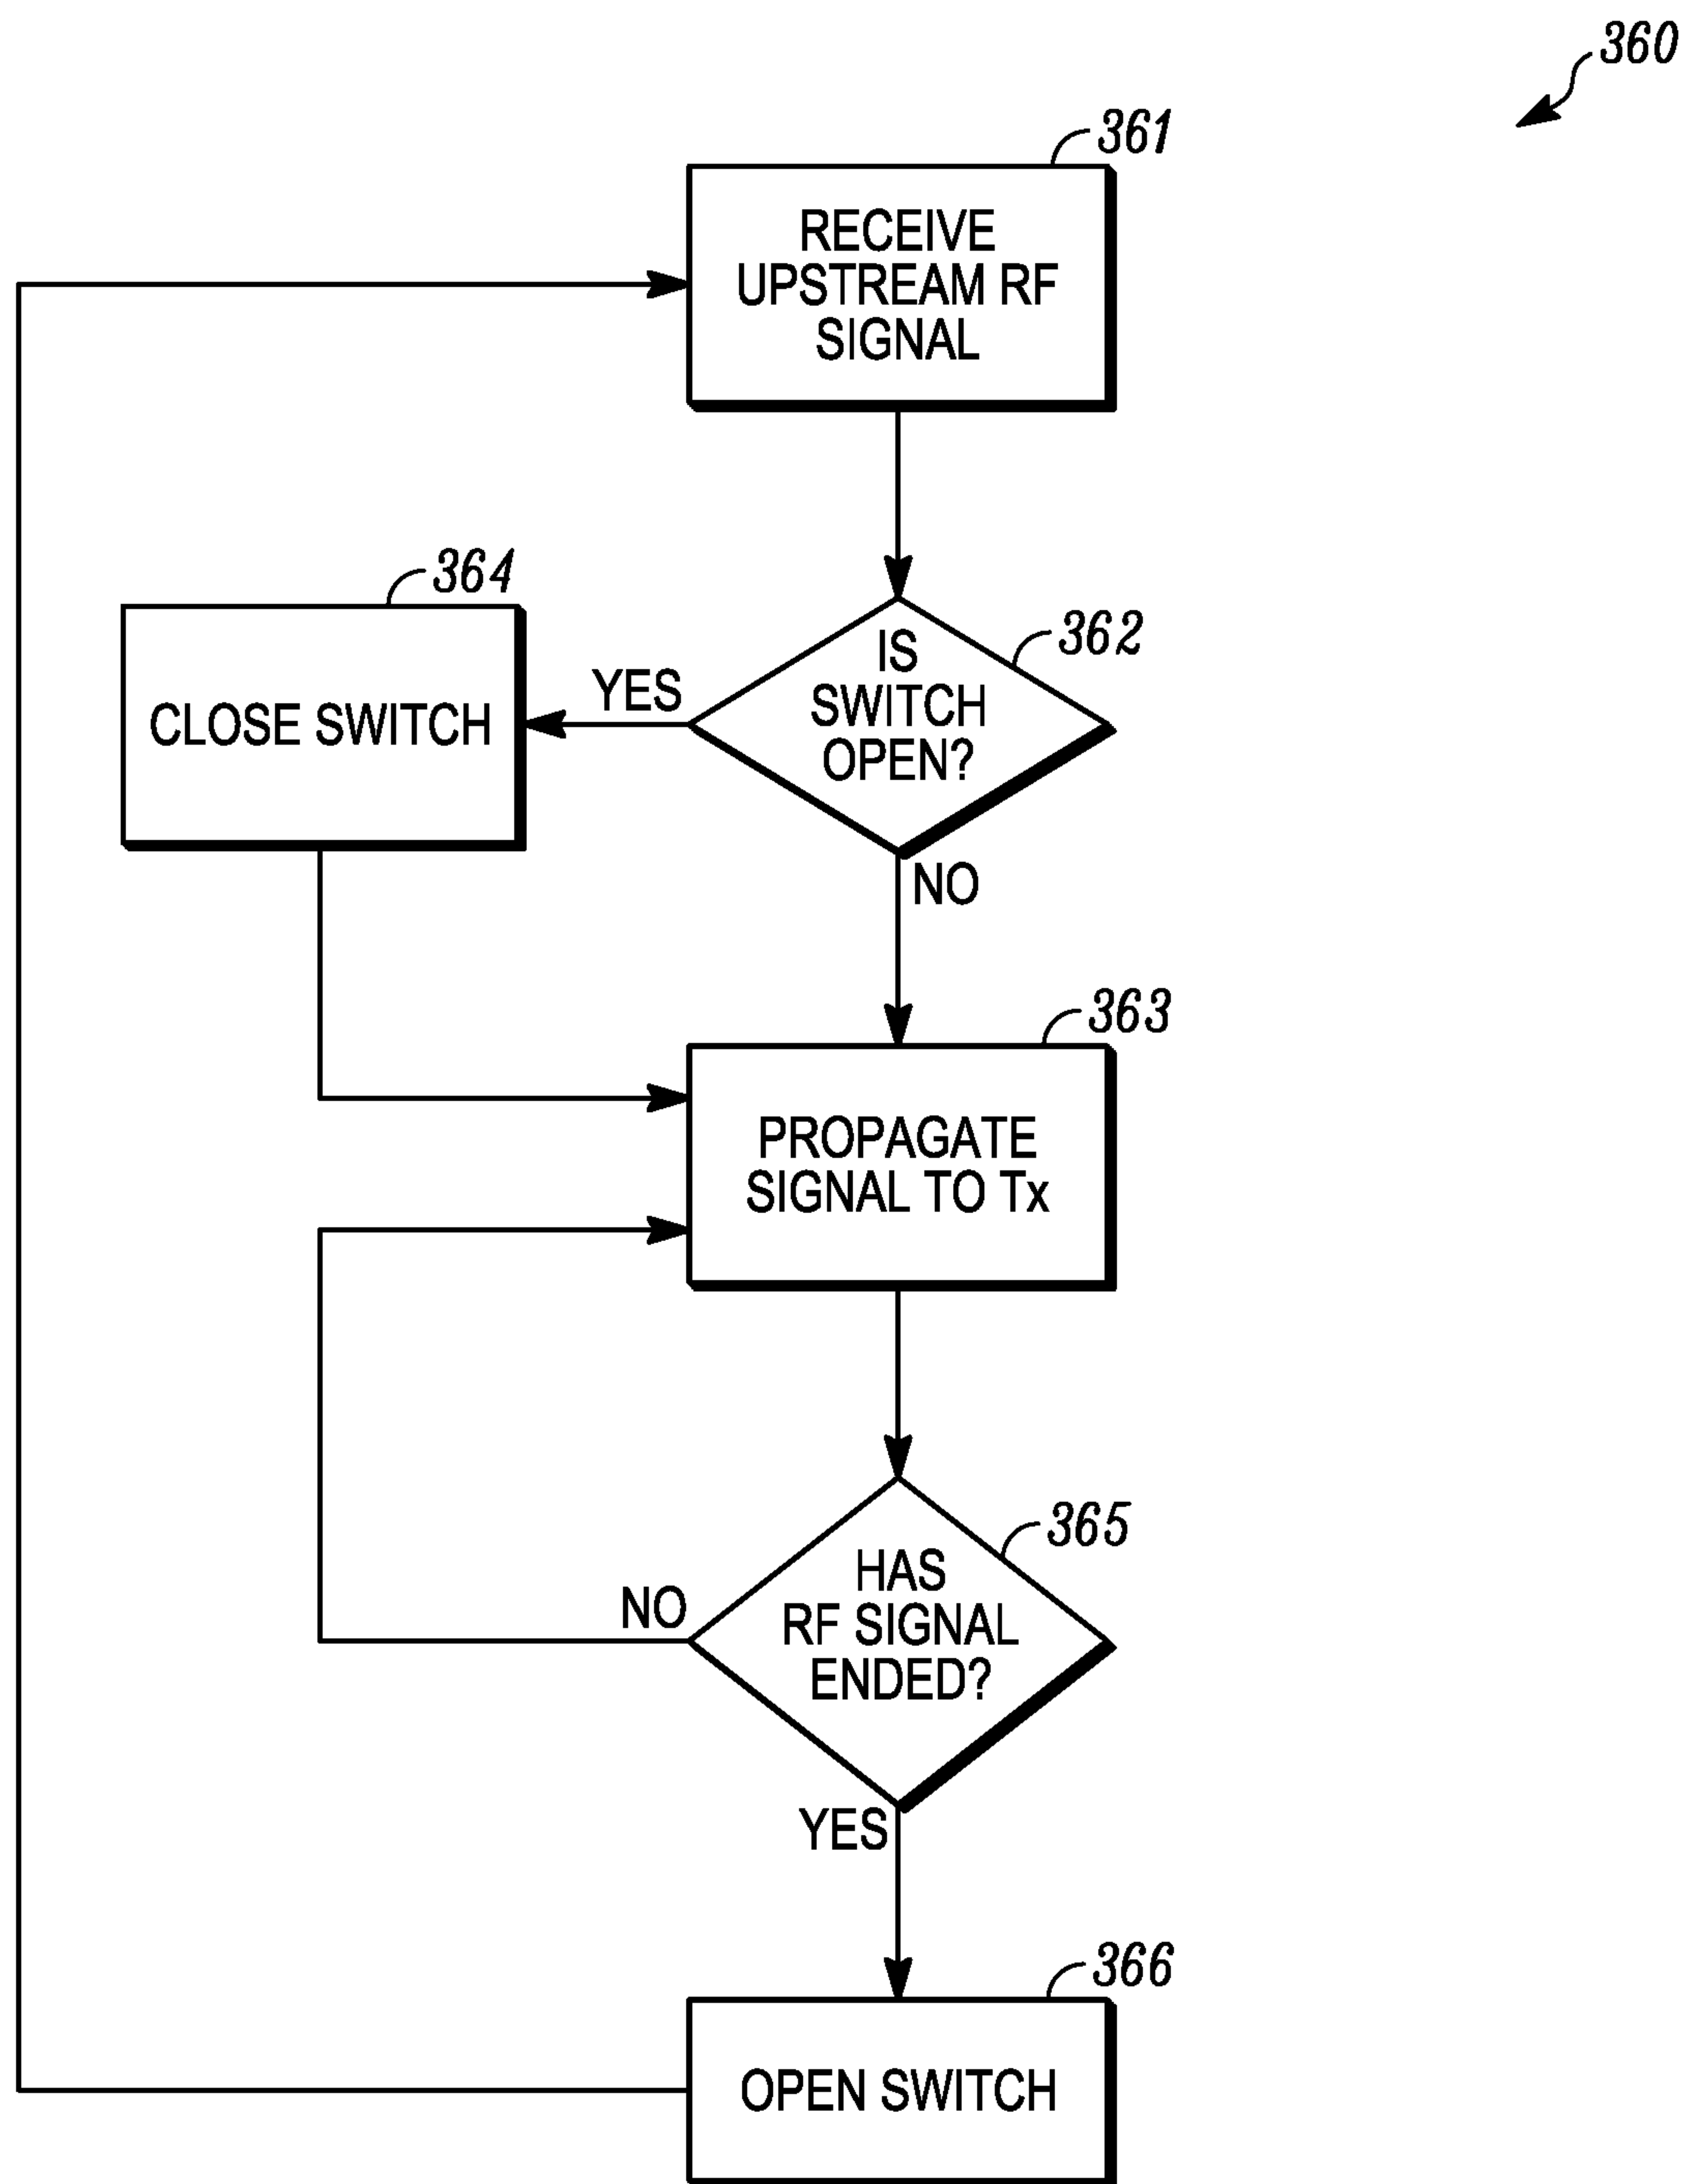 360
361
RECEIVE
UPSTREAM RF
SIGNAL
364
CLOSE SWITCH
YES
362
IS
SWITCH
OPEN?
NO
363
PROPAGATE
SIGNAL TO Tx
365
HAS
RF SIGNAL
ENDED?
NO
YES
366
OPEN SWITCH